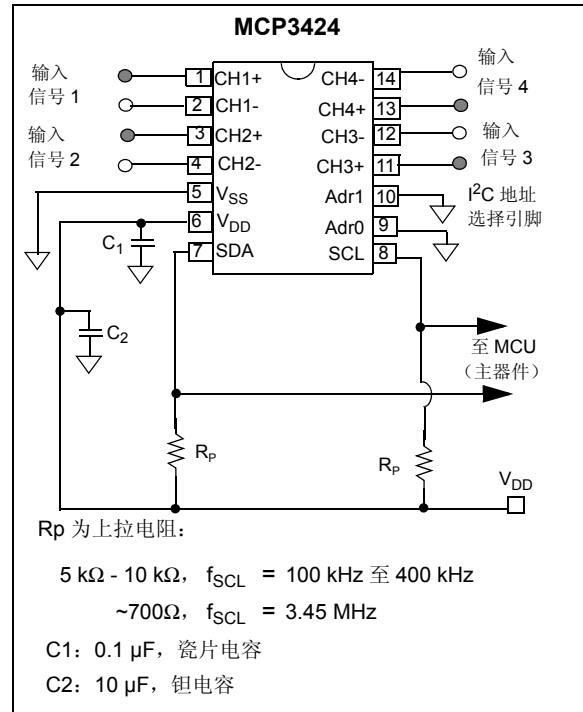 MCP3424
输入
信号 1
输入
信号 2
1 CH1+
2 CH1-
3 CH2+
4 CH2-
5 VSS
6 VDD
7 SDA
CH4- 14
CH4+ 13
CH3- 12
CH3+ 11
Adr1 10
Adr0 9
SCL 8
输入
信号 4
输入
信号 3
I²C 地址
选择引脚
C1
C2
至 MCU
（主器件）
RP
RP
VDD
Rp 为上拉电阻：
5 kΩ - 10 kΩ， fSCL = 100 kHz 至 400 kHz
~700Ω， fSCL = 3.45 MHz
C1：0.1 µF，瓷片电容
C2：10 µF，钽电容